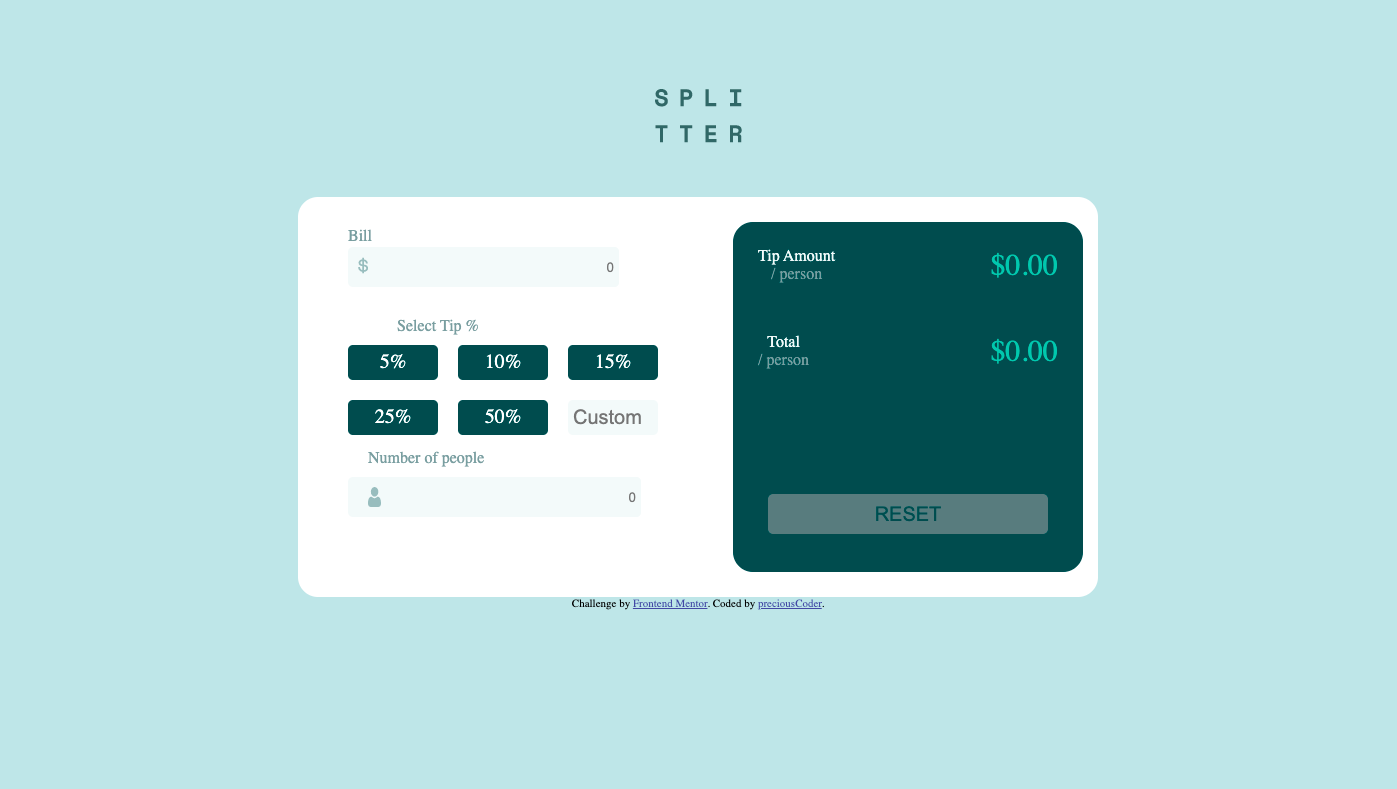 SPLI
TTER
Bill
$ 0
Select Tip %
5% 10% 15%
25% 50% Custom
Number of people
0
Tip Amount
/ person
$0.00
Total
/ person
$0.00
RESET
Challenge by Frontend Mentor. Coded by preciousCoder.